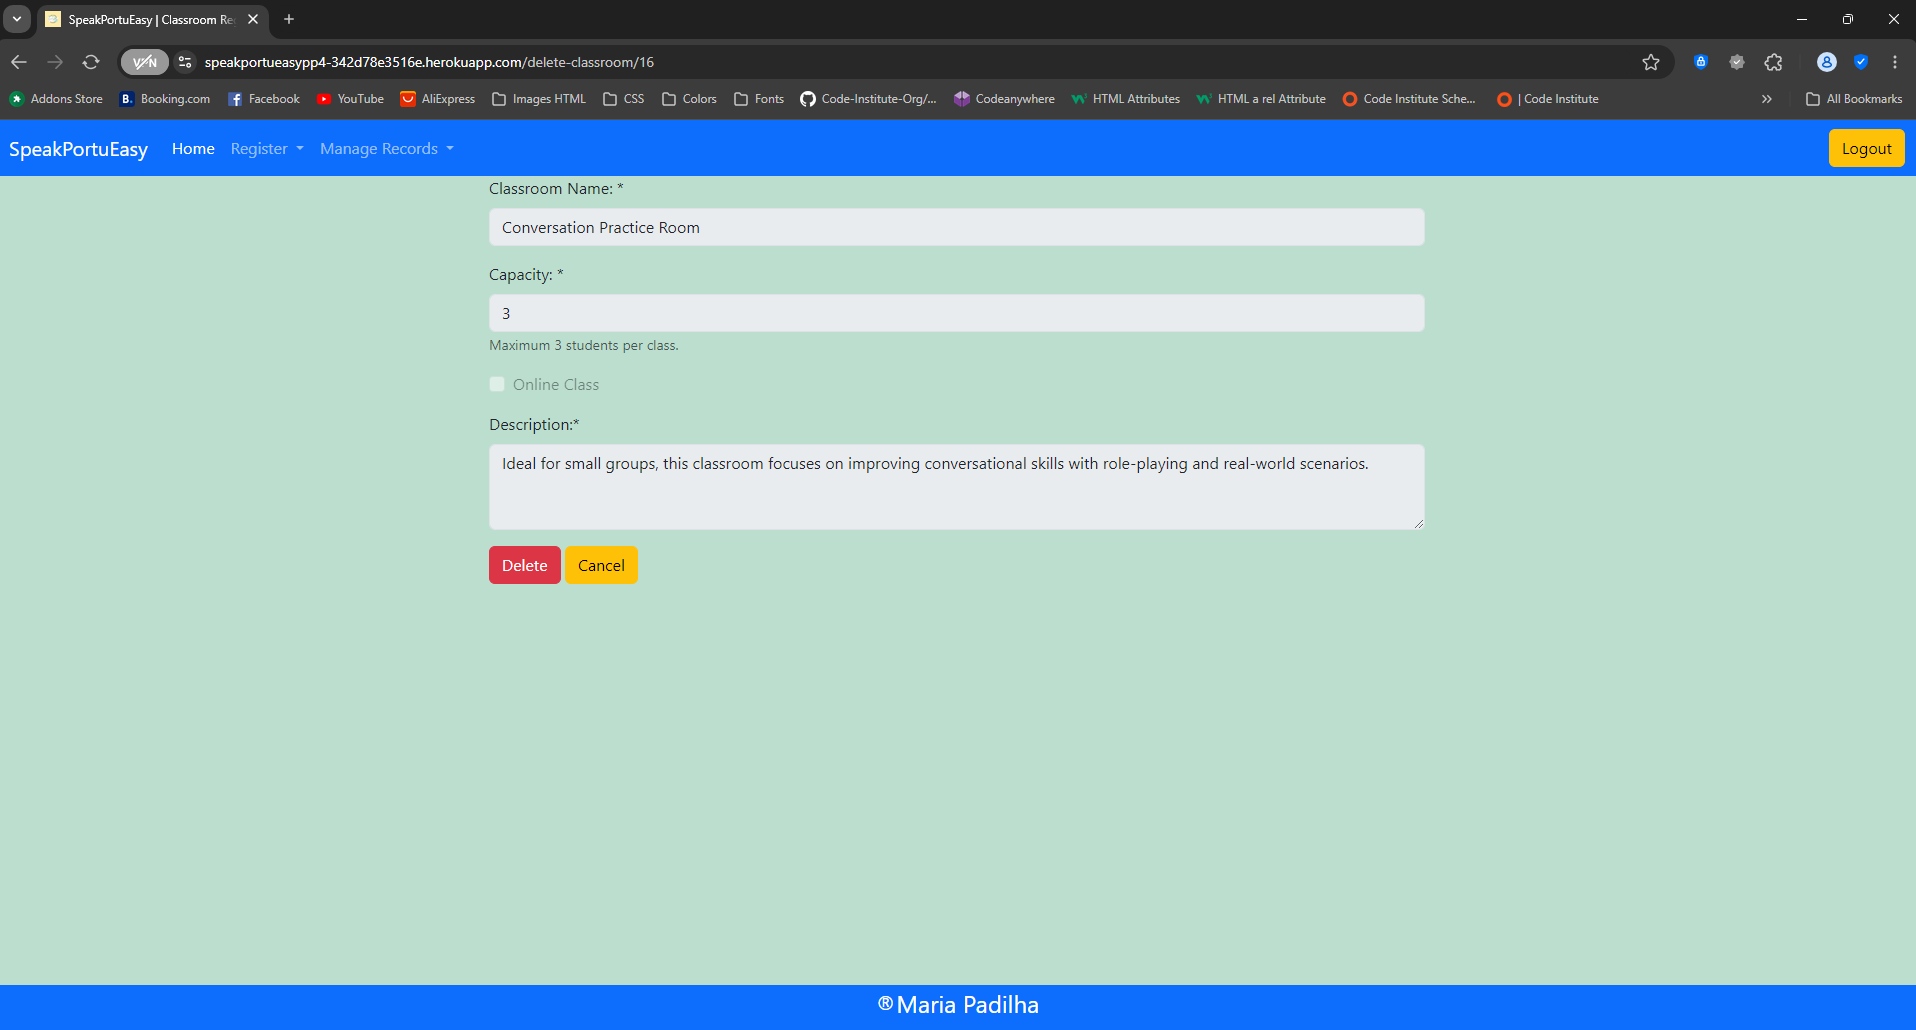 SpeakPortuEasy | Classroom Re
VPN
speakportueasypp4-342d78e3516e.herokuapp.com/delete-classroom/16
Addons Store
Booking.com
Facebook
YouTube
AliExpress
Images HTML
CSS
Colors
Fonts
Code-Institute-Org/...
Codeanywhere
HTML Attributes
HTML a rel Attribute
Code Institute Sche...
| Code Institute
All Bookmarks
SpeakPortuEasy
Home
Register
Manage Records
Logout
Classroom Name: *
Conversation Practice Room
Capacity: *
3
Maximum 3 students per class.
Online Class
Description:*
Ideal for small groups, this classroom focuses on improving conversational skills with role-playing and real-world scenarios.
Delete
Cancel
® Maria Padilha